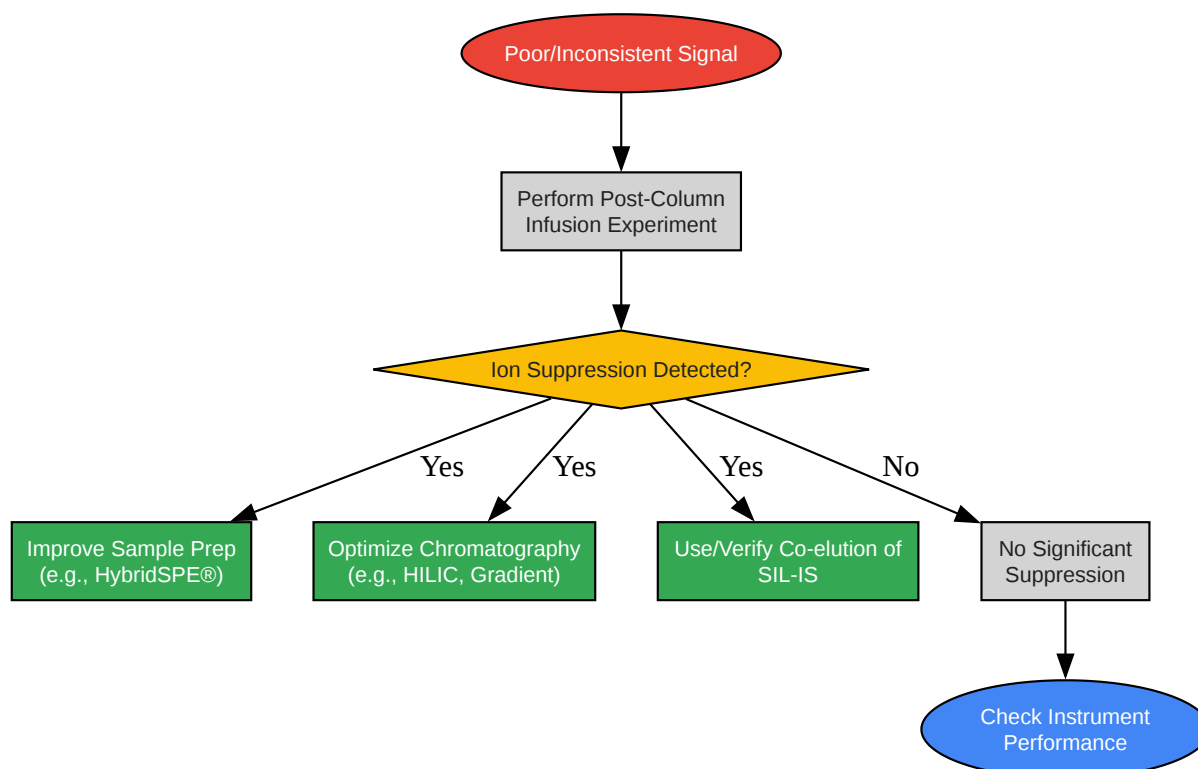 Poor/Inconsistent Signal
Perform Post-Column
Infusion Experiment
Ion Suppression Detected?
Yes
Yes
Yes
No
Improve Sample Prep
(e.g., HybridSPE®)
Optimize Chromatography
(e.g., HILIC, Gradient)
Use/Verify Co-elution of
SIL-IS
No Significant
Suppression
Check Instrument
Performance